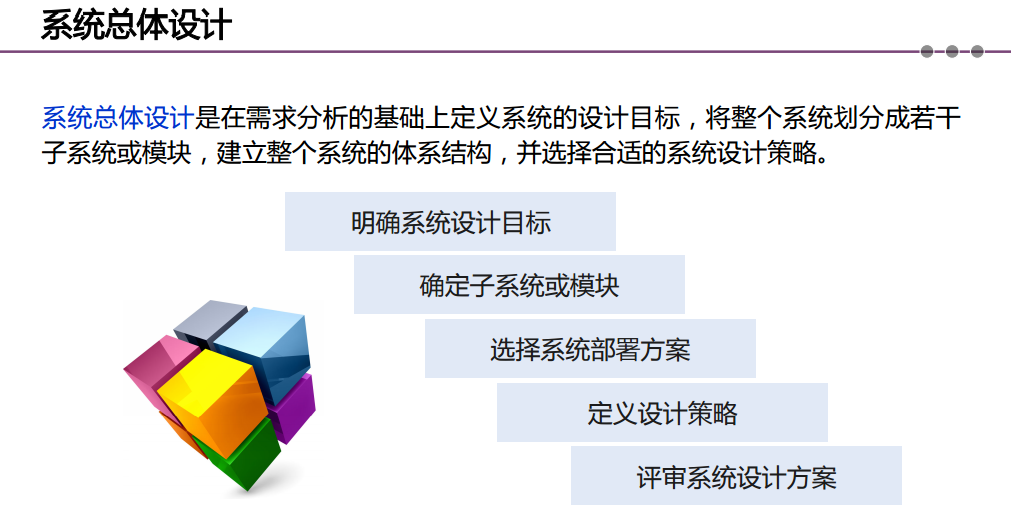 系统总体设计
系统总体设计是在需求分析的基础上定义系统的设计目标，将整个系统划分成若干
子系统或模块，建立整个系统的体系结构，并选择合适的系统设计策略。
明确系统设计目标
确定子系统或模块
选择系统部署方案
定义设计策略
评审系统设计方案